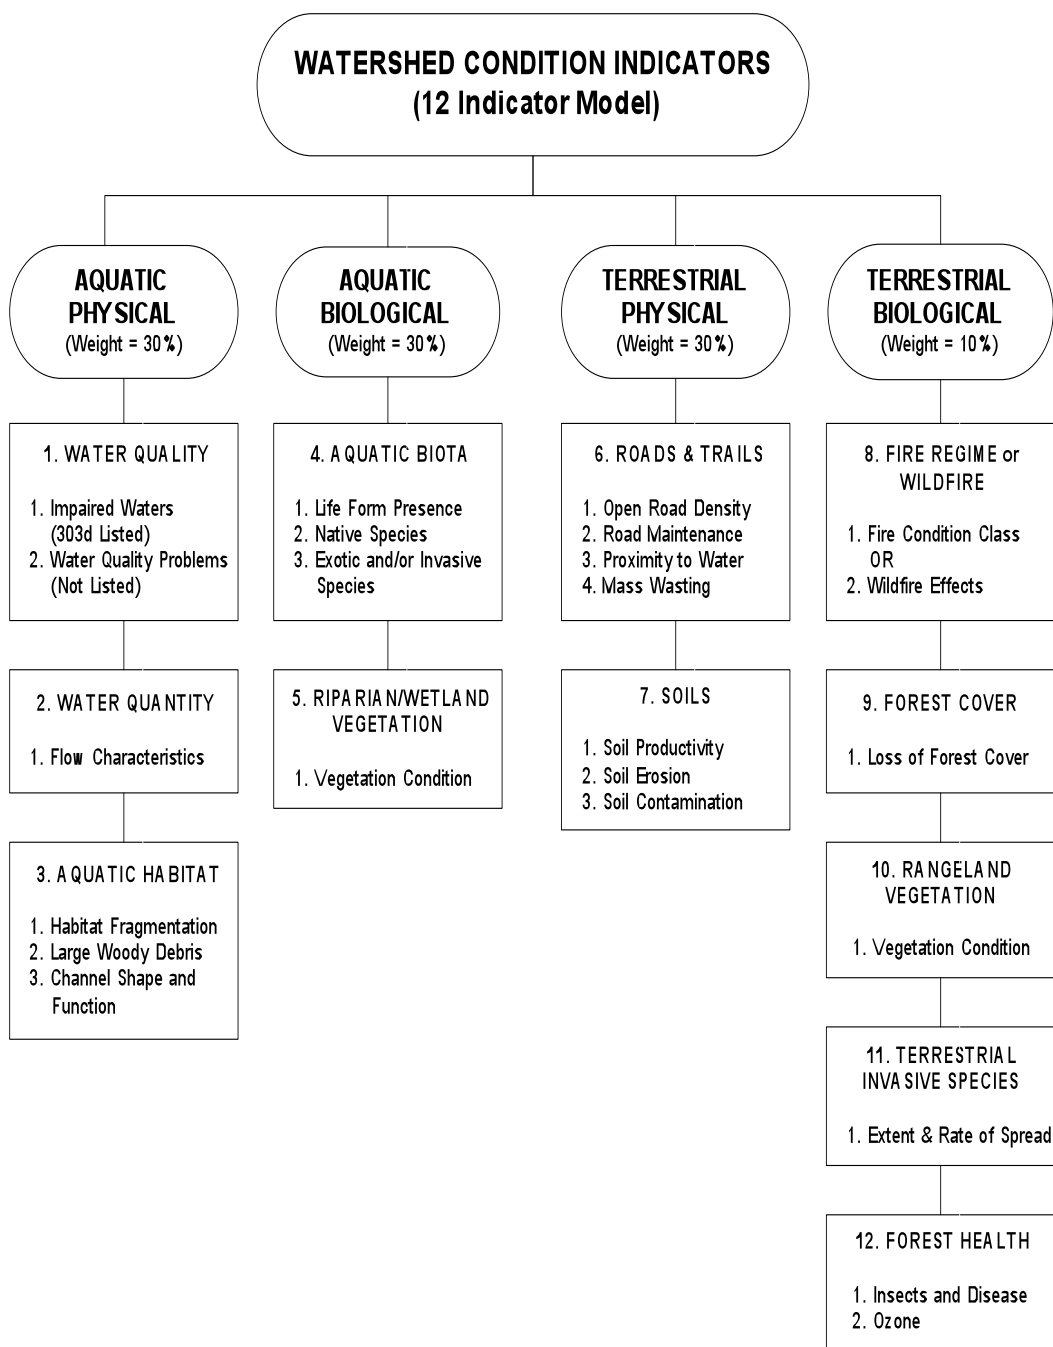 WATERSHED CONDITION INDICATORS
(12 Indicator Model)
AQUATIC
PHYSICAL
(Weight = 30%)
1. WATER QUALITY
1. Impaired Waters
(303d Listed)
2. Water Quality Problems
(Not Listed)
2. WATER QUANTITY
1. Flow Characteristics
3. AQUATIC HABITAT
1. Habitat Fragmentation
2. Large Woody Debris
3. Channel Shape and
Function
AQUATIC
BIOLOGICAL
(Weight = 30%)
4. AQUATIC BIOTA
1. Life Form Presence
2. Native Species
3. Exotic and/or Invasive
Species
5. RIPARIAN/WETLAND
VEGETATION
1. Vegetation Condition
TERRESTRIAL
PHYSICAL
(Weight = 30%)
6. ROADS & TRAILS
1. Open Road Density
2. Road Maintenance
3. Proximity to Water
4. Mass Wasting
7. SOILS
1. Soil Productivity
2. Soil Erosion
3. Soil Contamination
TERRESTRIAL
BIOLOGICAL
(Weight = 10%)
8. FIRE REGIME or
WILDFIRE
1. Fire Condition Class
OR
2. Wildfire Effects
9. FOREST COVER
1. Loss of Forest Cover
10. RANGELAND
VEGETATION
1. Vegetation Condition
11. TERRESTRIAL
INVASIVE SPECIES
1. Extent & Rate of Spread
12. FOREST HEALTH
1. Insects and Disease
2. Ozone